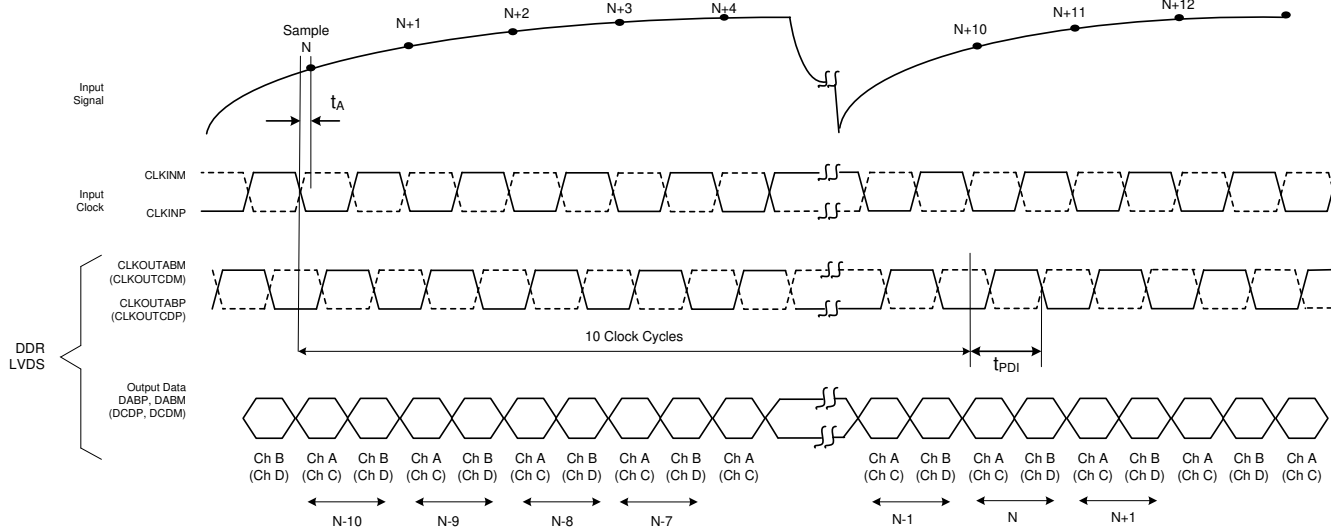 Sample
N
N+1
N+2
N+3
N+4
N+10
N+11
N+12
Input
Signal
tA
CLKINM
Input
Clock
CLKINP
CLKOUTABM
(CLKOUTCDM)
CLKOUTABP
(CLKOUTCDP)
DDR
LVDS
10 Clock Cycles
tPDI
Output Data
DABP, DABM
(DCDP, DCDM)
Ch B Ch A Ch B Ch A Ch B Ch A Ch B Ch A Ch B Ch A Ch A Ch B Ch A Ch B Ch A Ch B Ch A Ch B Ch A
(Ch D) (Ch C) (Ch D) (Ch C) (Ch D) (Ch C) (Ch D) (Ch C) (Ch D) (Ch C) (Ch C) (Ch D) (Ch C) (Ch D) (Ch C) (Ch D) (Ch C) (Ch D) (Ch C)
N-10 N-9 N-8 N-7 N-1 N N+1